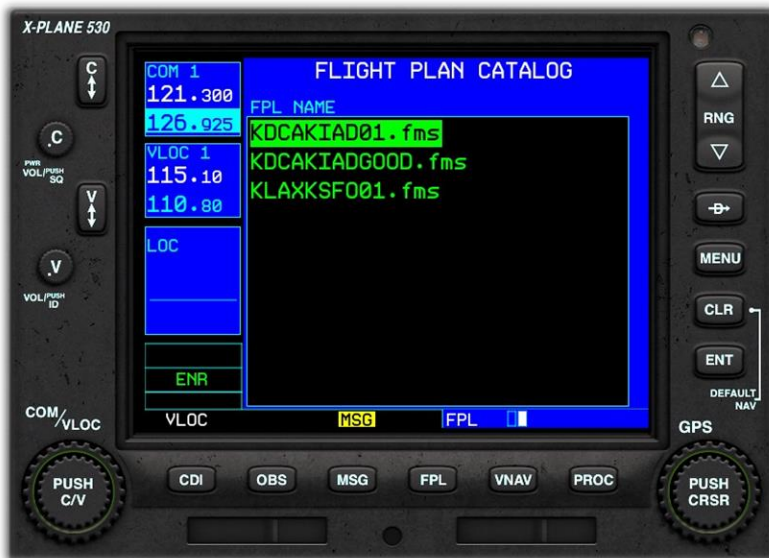 X-PLANE 530
C
.C
PWR
VOL/PUSH SQ
V
.V
VOL/PUSH ID
COM/VLOC
PUSH C/V
COM 1
121.300
126.925
VLOC 1
115.10
110.80
LOC
ENR
VLOC
FLIGHT PLAN CATALOG
FPL NAME
KDCAKIAD01.fms
KDCAKIADGOOD.fms
KLAXKSFO01.fms
MSG
FPL
RNG
D
MENU
CLR
ENT
DEFAULT NAV
GPS
PUSH CRSR
CDI
OBS
MSG
FPL
VNAV
PROC